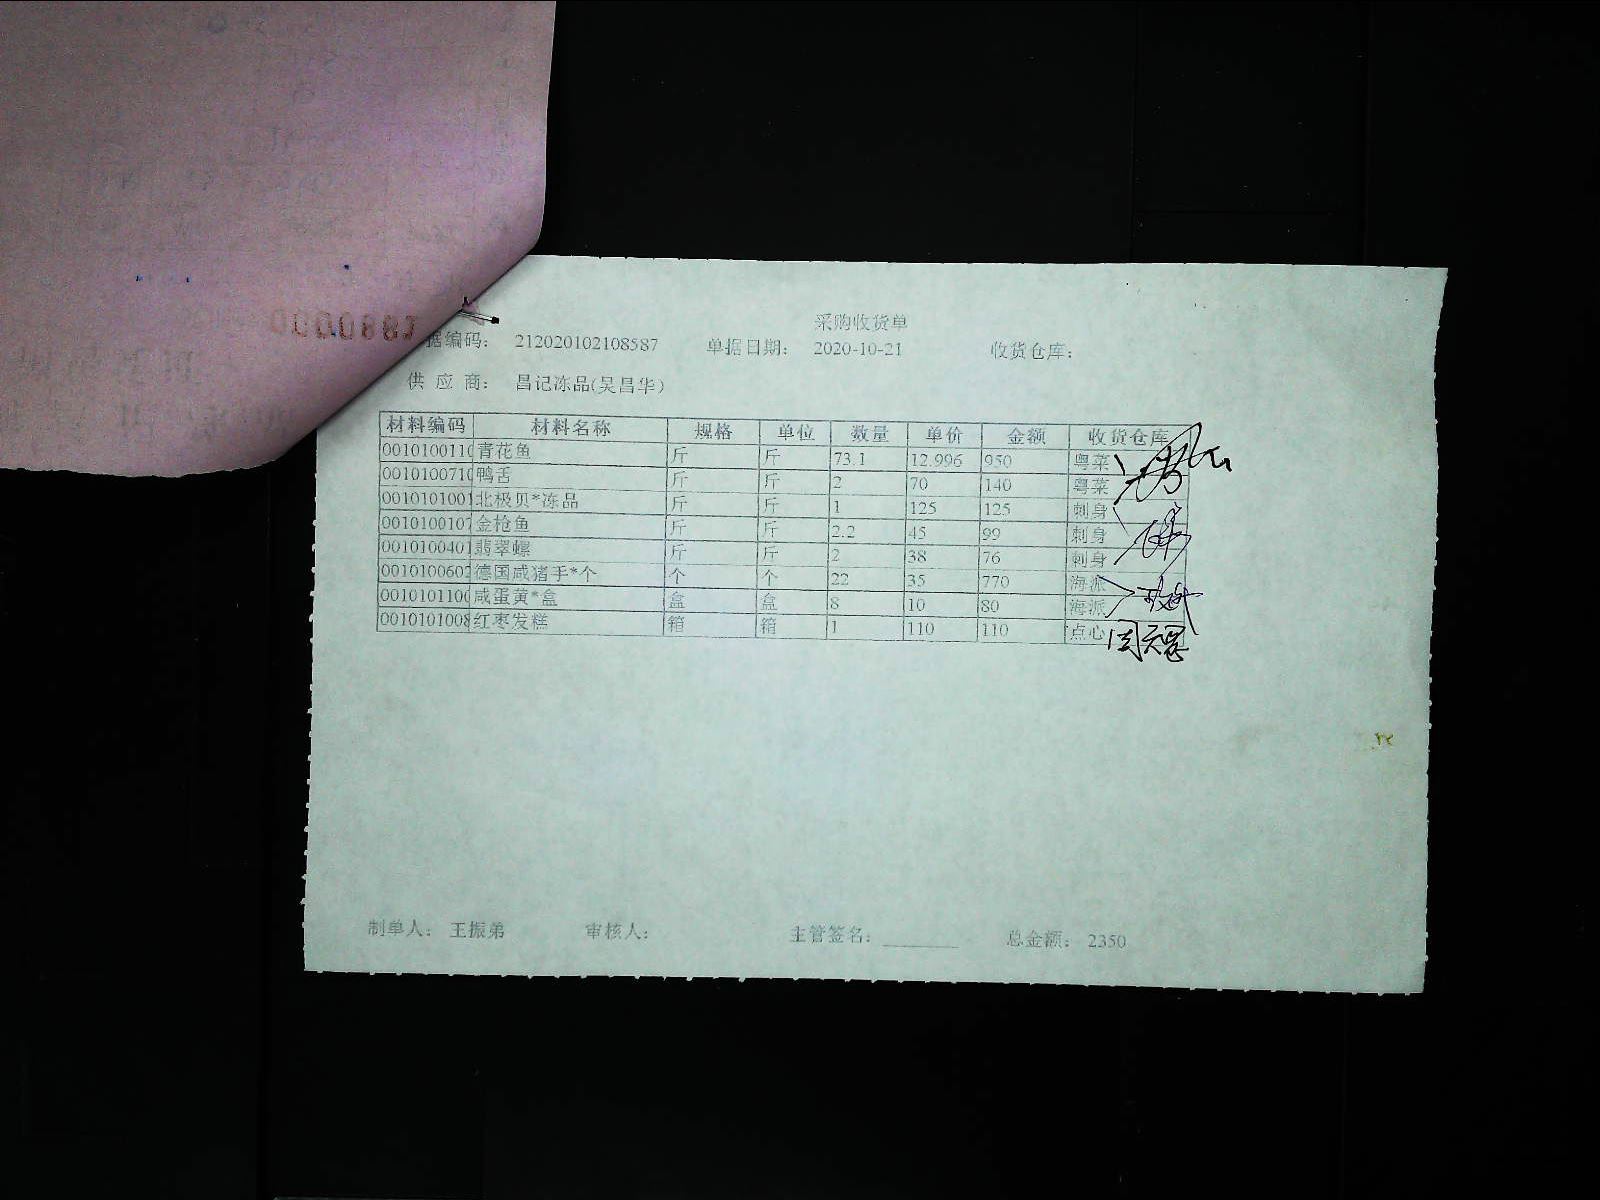 采购收货单
据编码： 212020102108587 单据日期： 2020-10-21 收货仓库：
供 应 商： 昌记冻品(吴昌华)
材料编码 材料名称 规格 单位 数量 单价 金额 收货仓库
001010011 青花鱼 斤 斤 73.1 12.996 950 粤菜
001010071 鸭舌 斤 斤 2 70 140 粤菜
0010101001 北极贝*冻品 斤 斤 1 125 125 刺身
0010100107 金枪鱼 斤 斤 2.2 45 99 刺身
0010100401 翡翠螺 斤 斤 2 38 76 刺身
0010100602 德国咸猪手*个 个 个 22 35 770 海派
001010110 咸蛋黄*盒 盒 盒 8 10 80 海派
0010101008 红枣发糕 箱 箱 1 110 110 点心
制单人： 王振弟 审核人： 主管签名： 总金额： 2350
0000881